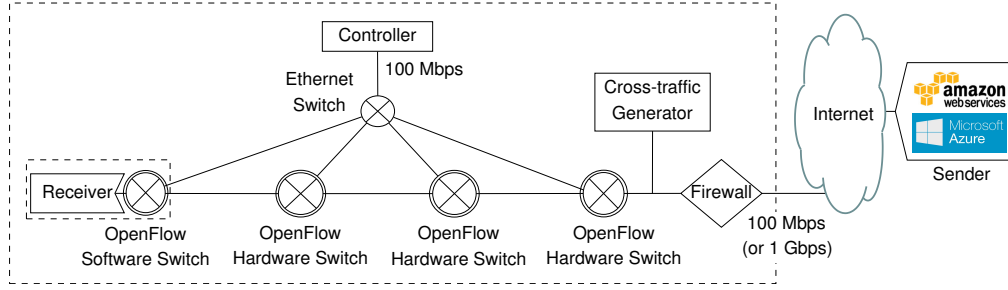 Controller
100 Mbps
Ethernet
Switch
Cross-traffic
Generator
Internet
amazon
webservices
Microsoft
Azure
Sender
Receiver
Firewall
OpenFlow
Software Switch
OpenFlow
Hardware Switch
OpenFlow
Hardware Switch
OpenFlow
Hardware Switch
100 Mbps
(or 1 Gbps)